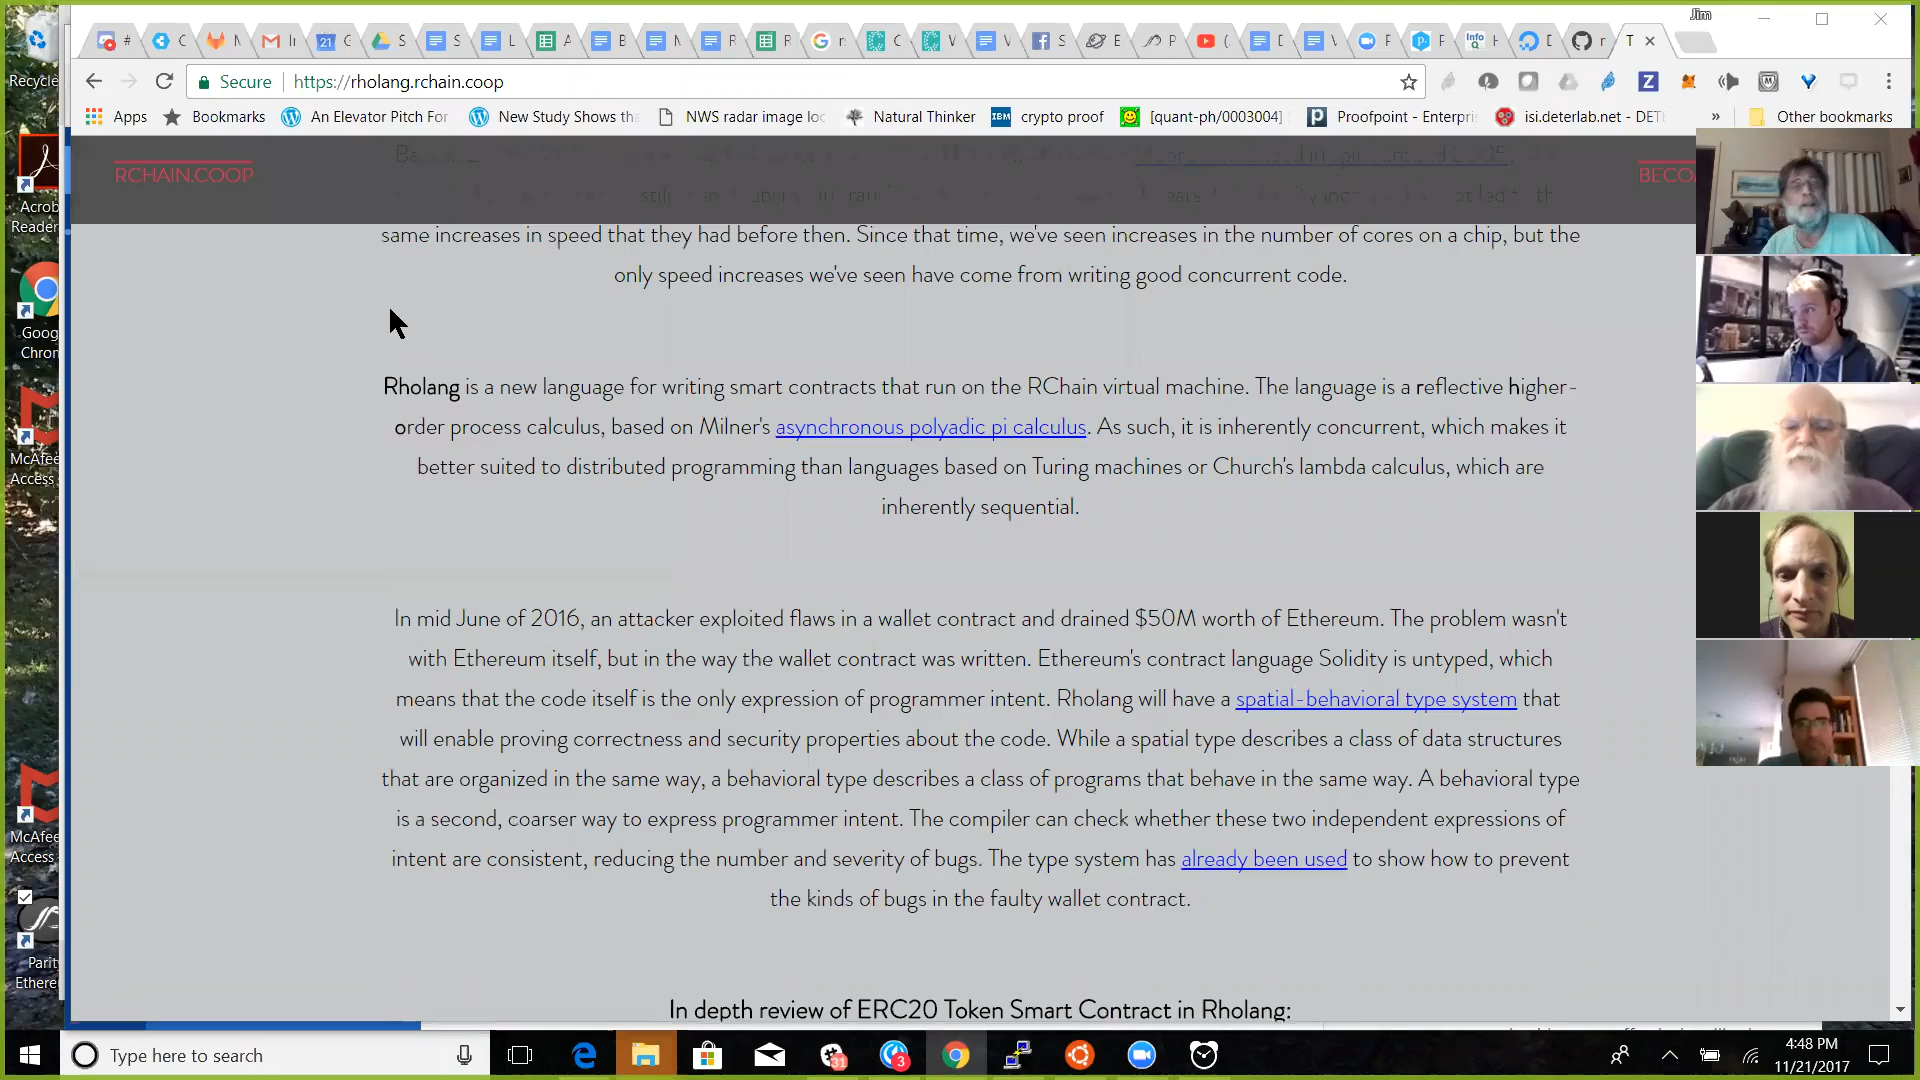 Jim
#
C
M
In
21
C
S
S
L
A
B
M
R
R
r
C
V
V
S
E
P
(
D
V
F
F
Info
H
D
r
T
Secure
https://rholang.rchain.coop
Apps
Bookmarks
An Elevator Pitch For
New Study Shows tha
NWS radar image loc
Natural Thinker
IBM
crypto proof
[quant-ph/0003004]
Proofpoint - Enterpris
isi.deterlab.net - DETE
»
Other bookmarks
RCHAIN.COOP
BECO
same increases in speed that they had before then. Since that time, we've seen increases in the number of cores on a chip, but the
only speed increases we've seen have come from writing good concurrent code.
Rholang is a new language for writing smart contracts that run on the RChain virtual machine. The language is a reflective higher-
order process calculus, based on Milner's asynchronous polyadic pi calculus. As such, it is inherently concurrent, which makes it
better suited to distributed programming than languages based on Turing machines or Church's lambda calculus, which are
inherently sequential.
In mid June of 2016, an attacker exploited flaws in a wallet contract and drained $50M worth of Ethereum. The problem wasn't
with Ethereum itself, but in the way the wallet contract was written. Ethereum's contract language Solidity is untyped, which
means that the code itself is the only expression of programmer intent. Rholang will have a spatial-behavioral type system that
will enable proving correctness and security properties about the code. While a spatial type describes a class of data structures
that are organized in the same way, a behavioral type describes a class of programs that behave in the same way. A behavioral type
is a second, coarser way to express programmer intent. The compiler can check whether these two independent expressions of
intent are consistent, reducing the number and severity of bugs. The type system has already been used to show how to prevent
the kinds of bugs in the faulty wallet contract.
In depth review of ERC20 Token Smart Contract in Rholang:
Recycle
Acrob
Reader
Goog
Chron
McAfee
Access
McAfee
Access
Parity
Ethere
Type here to search
31
3
4:48 PM
11/21/2017